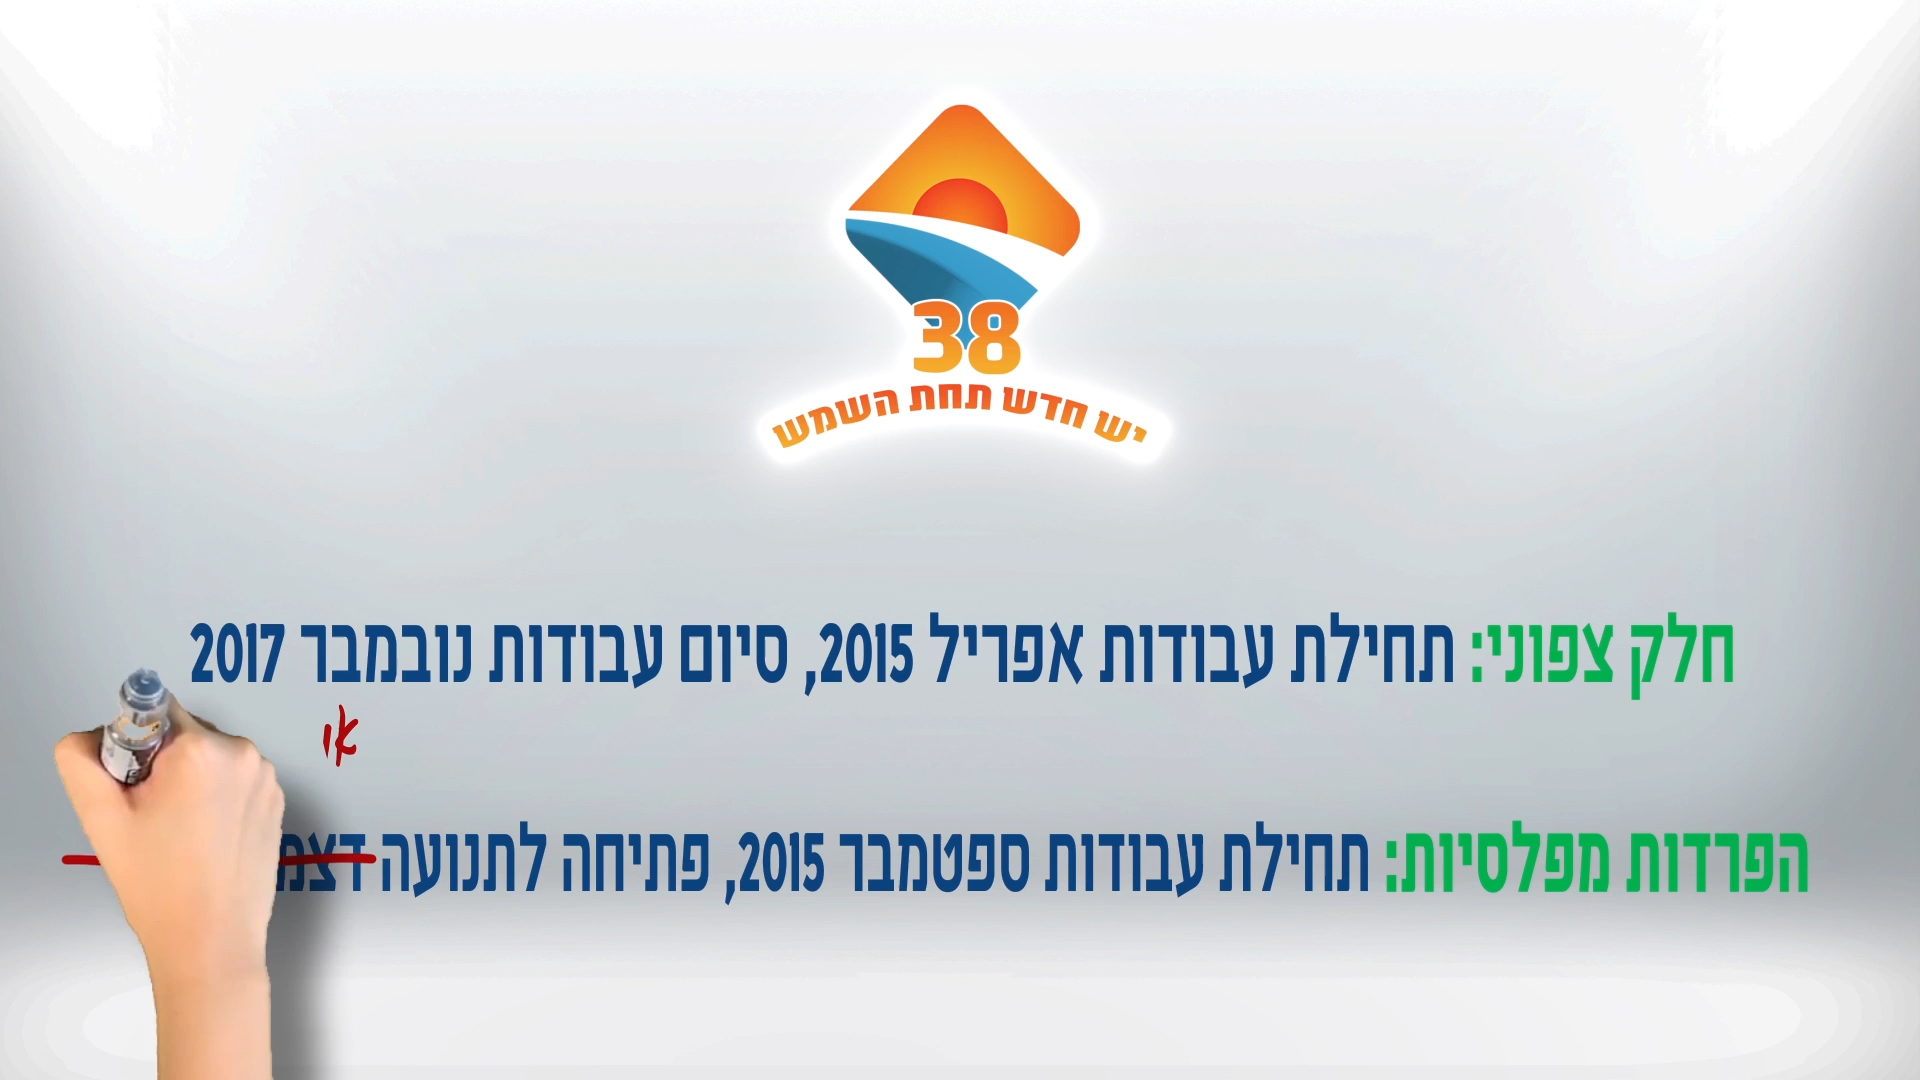 38
יש חדש תחת השמש
חלק צפוני: תחילת עבודות אפריל 2015, סיום עבודות נובמבר 2017
או
הפרדות מפלסיות: תחילת עבודות ספטמבר 2015, פתיחה לתנועה